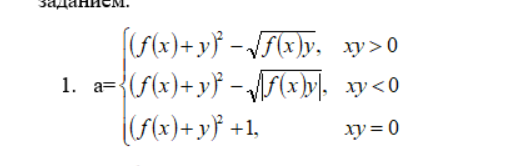 заданием.
(f(x)+y)² −√f(x)y, xy>0
1. a={(f(x)+y)² −√|f(x)y|, xy<0
(f(x)+y)² +1, xy=0